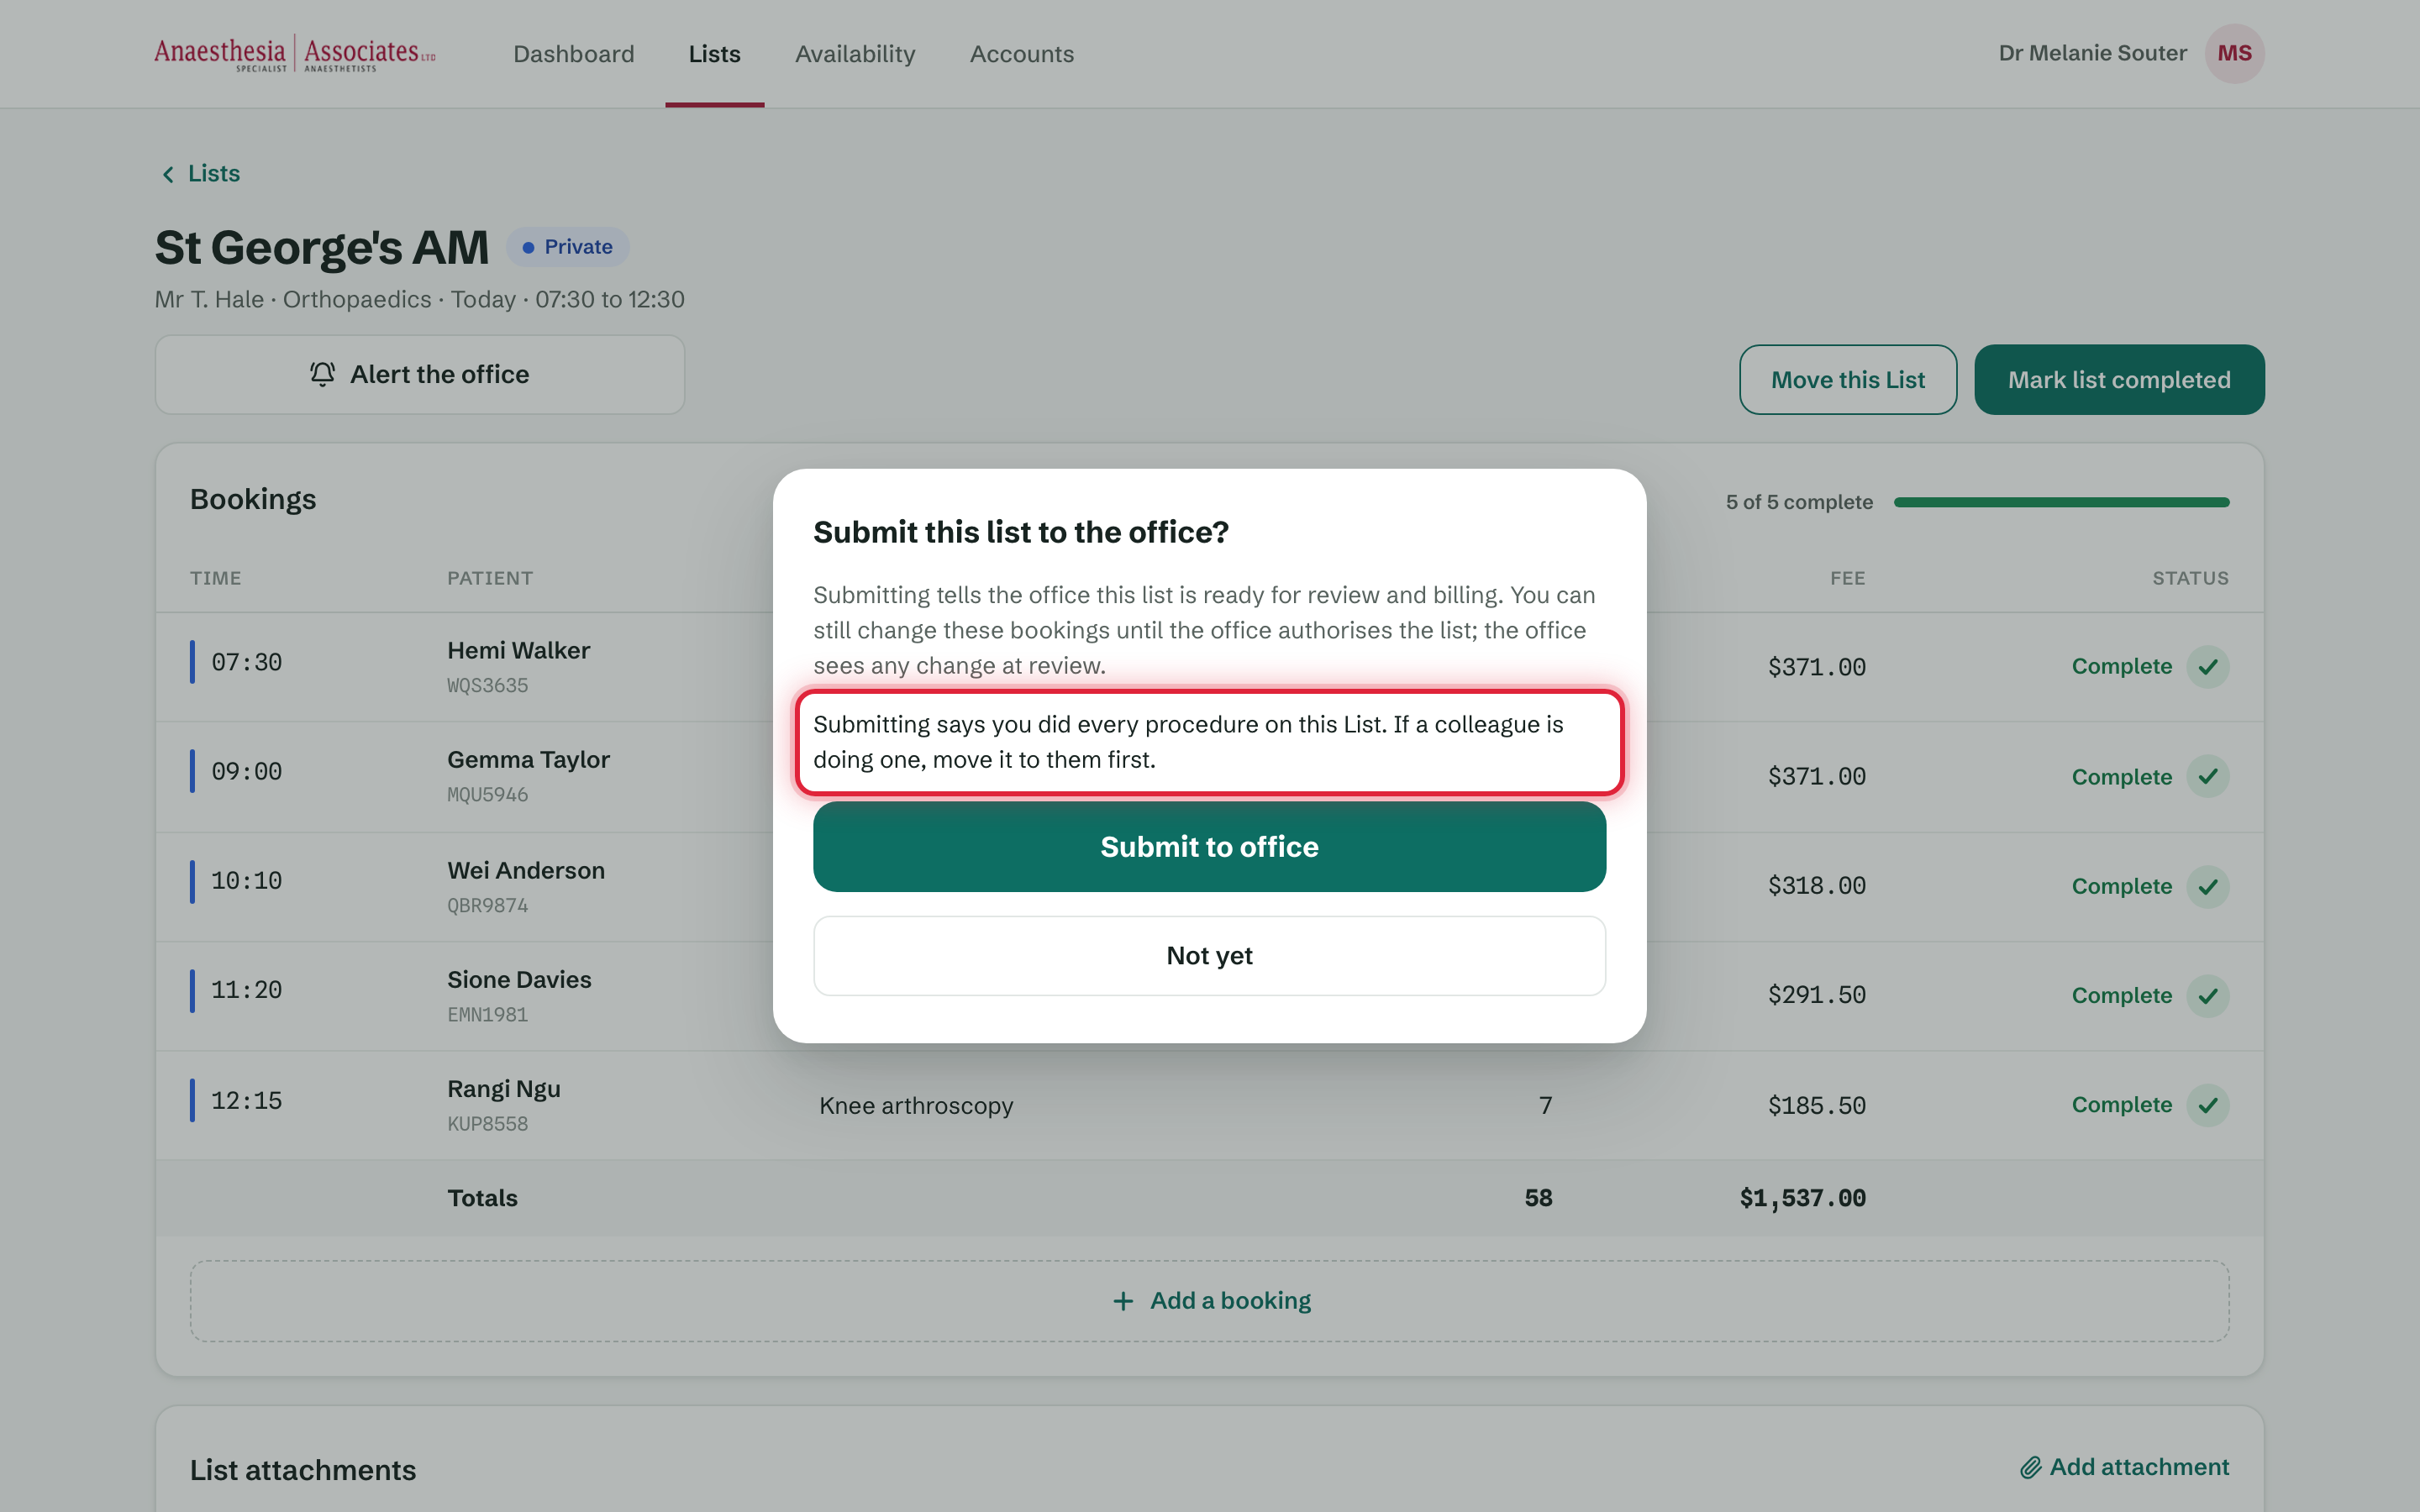 Anaesthesia | Associates LTD
SPECIALIST ANAESTHETISTS
Dashboard
Lists
Availability
Accounts
Dr Melanie Souter
MS
Lists
St George's AM
Private
Mr T. Hale · Orthopaedics · Today · 07:30 to 12:30
Alert the office
Move this List
Mark list completed
Bookings
5 of 5 complete
TIME
PATIENT
FEE
STATUS
07:30
Hemi Walker
WQS3635
$371.00
Complete
09:00
Gemma Taylor
MQU5946
$371.00
Complete
10:10
Wei Anderson
QBR9874
$318.00
Complete
11:20
Sione Davies
EMN1981
$291.50
Complete
12:15
Rangi Ngu
KUP8558
Knee arthroscopy
7
$185.50
Complete
Totals
58
$1,537.00
Add a booking
List attachments
Add attachment
Submit this list to the office?
Submitting tells the office this list is ready for review and billing. You can
still change these bookings until the office authorises the list; the office
sees any change at review.
Submitting says you did every procedure on this List. If a colleague is
doing one, move it to them first.
Submit to office
Not yet